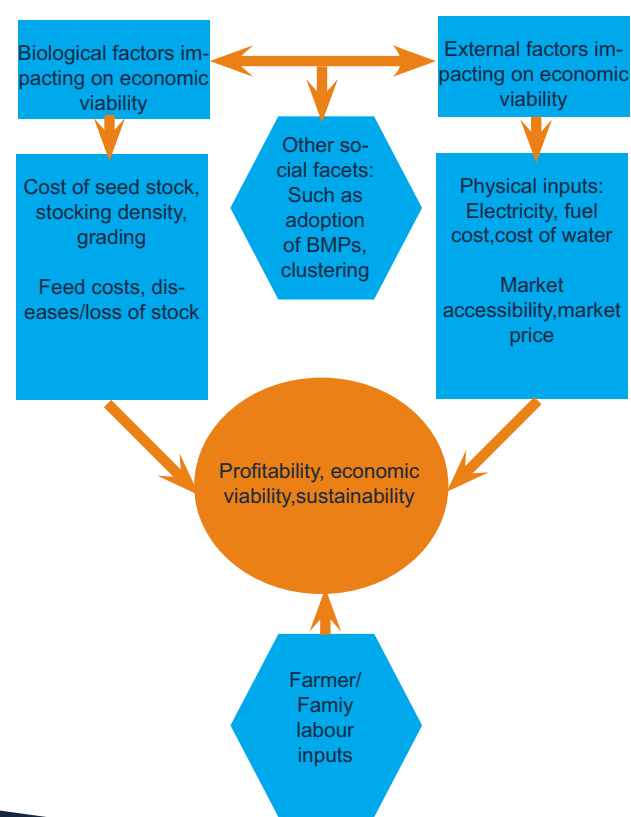 Biological factors im-
pacting on economic
viability
External factors im-
pacting on economic
viability
Other so-
cial facets:
Such as
adoption
of BMPs,
clustering
Cost of seed stock,
stocking density,
grading
Feed costs, dis-
eases/loss of stock
Physical inputs:
Electricity, fuel
cost,cost of water
Market
accessibility,market
price
Profitability, economic
viability,sustainability
Farmer/
Famiy
labour
inputs